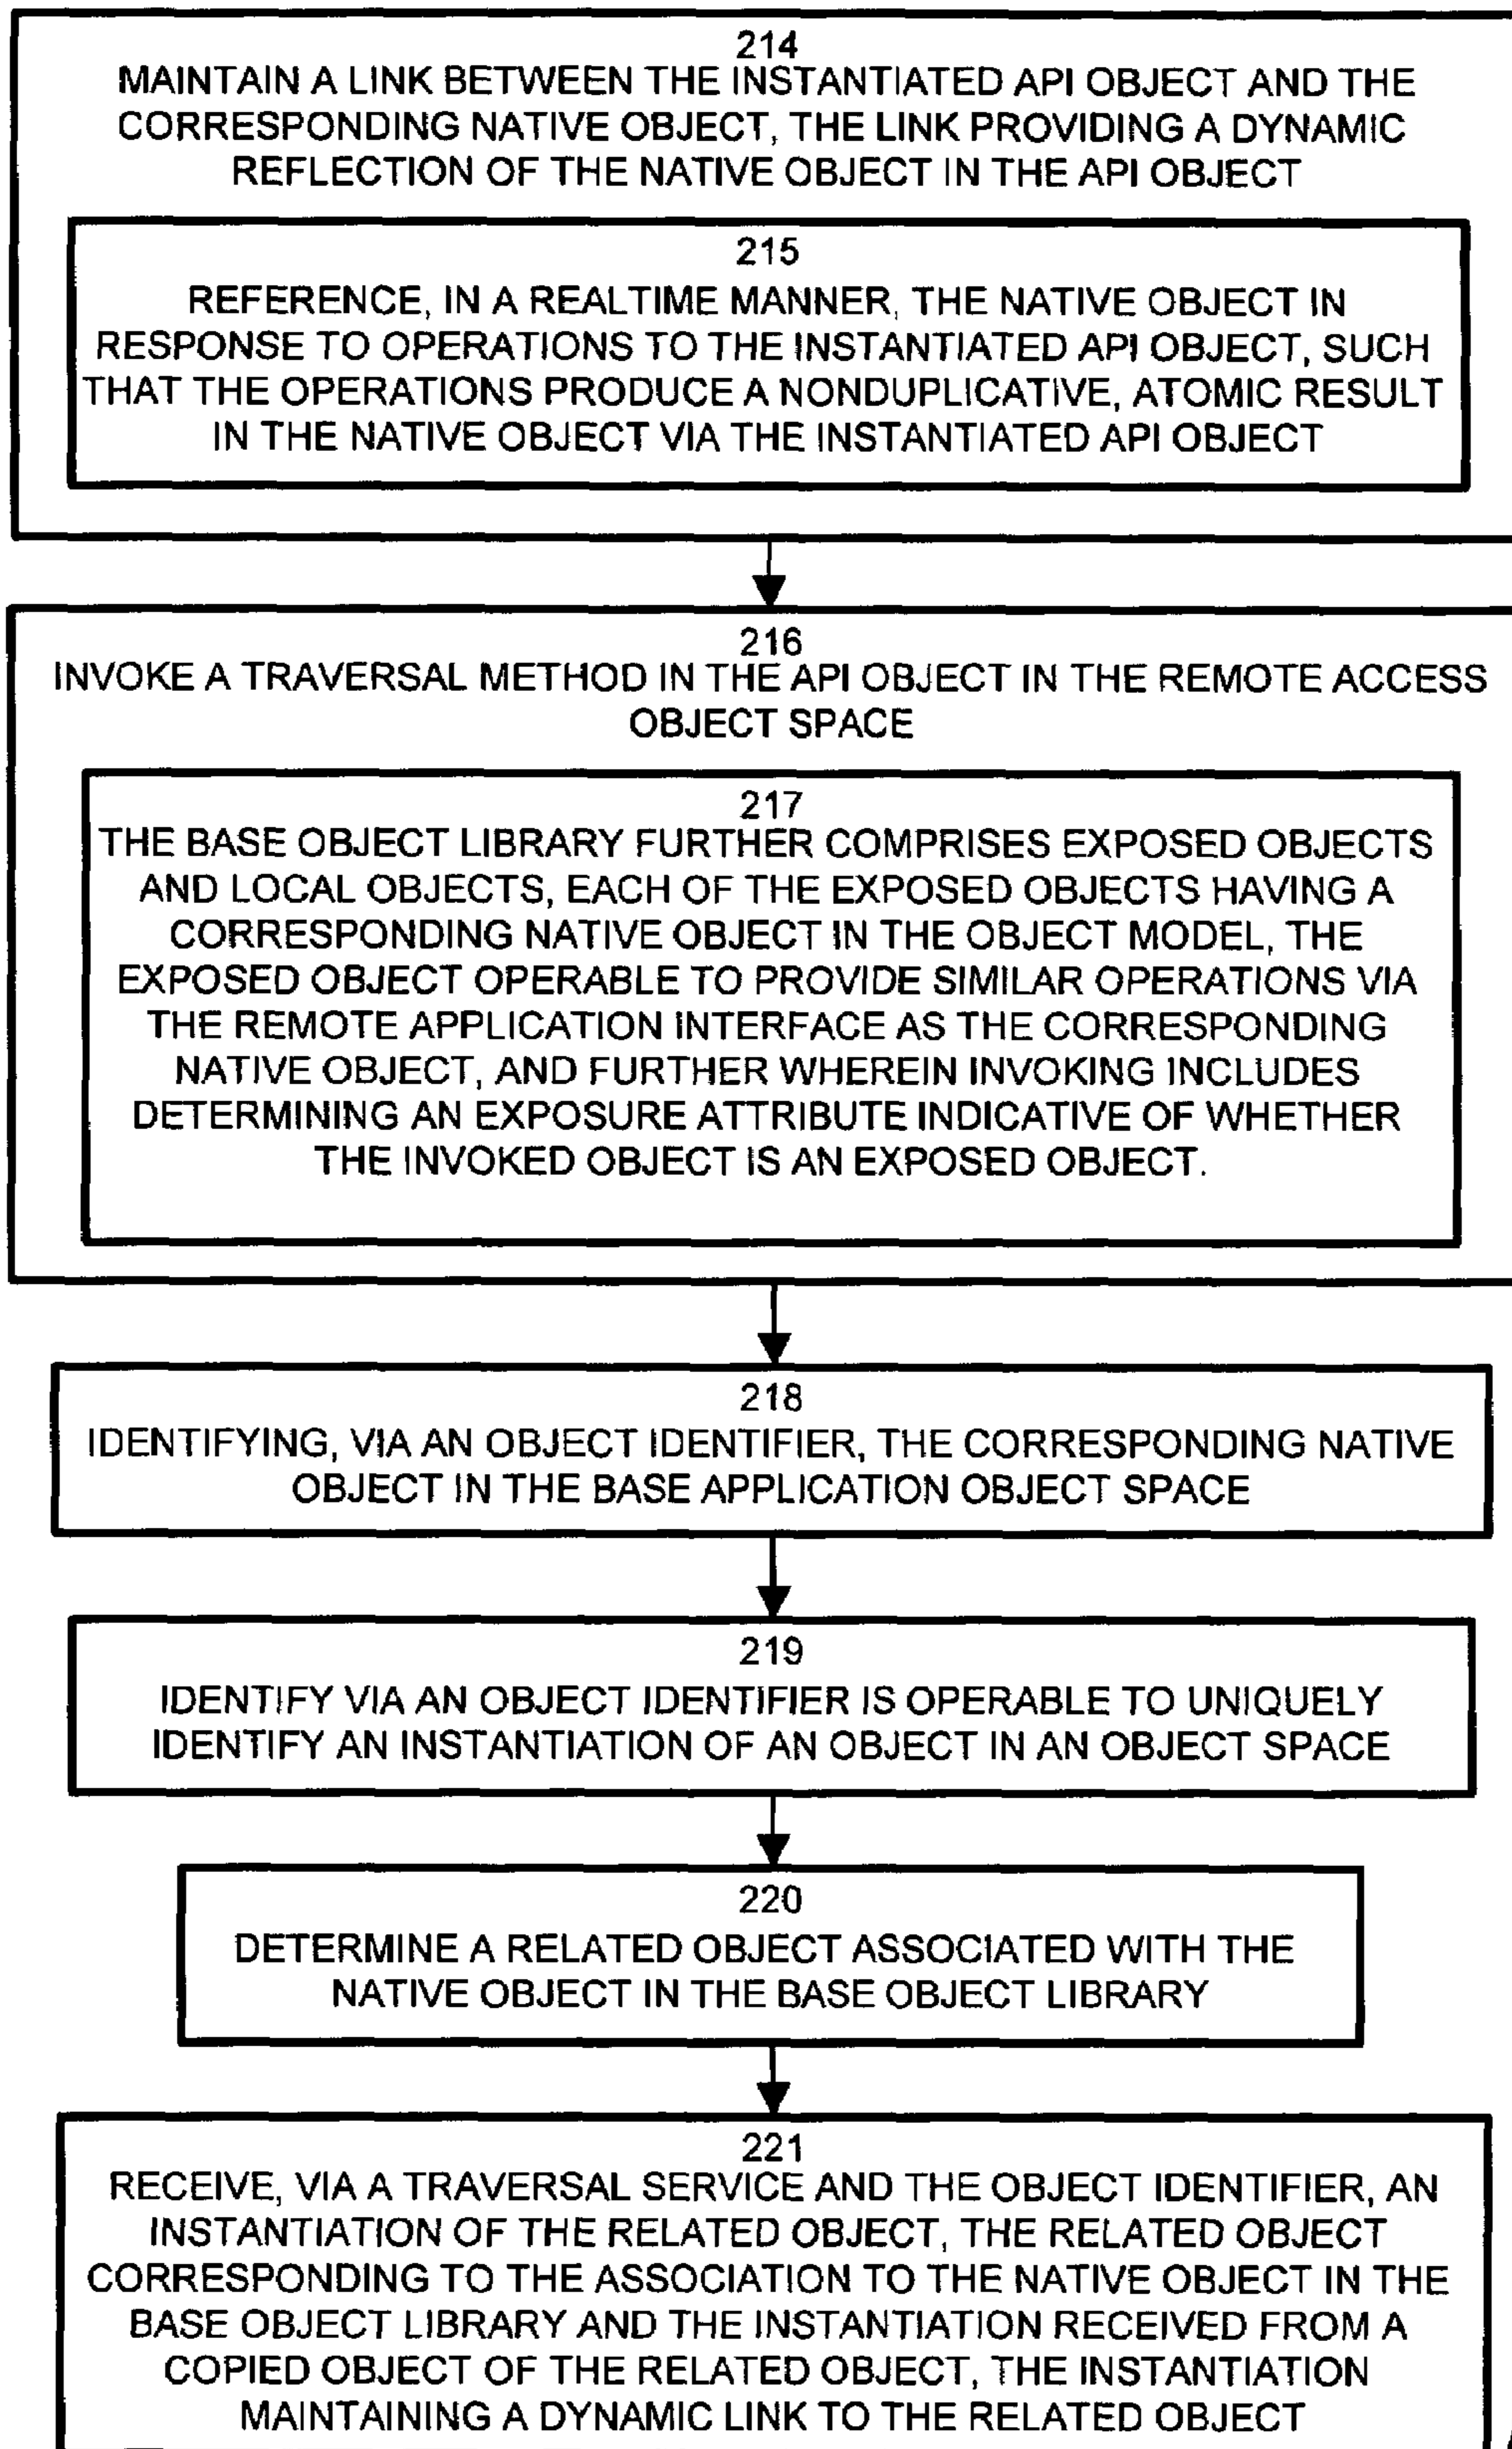 214
MAINTAIN A LINK BETWEEN THE INSTANTIATED API OBJECT AND THE
CORRESPONDING NATIVE OBJECT, THE LINK PROVIDING A DYNAMIC
REFLECTION OF THE NATIVE OBJECT IN THE API OBJECT
215
REFERENCE, IN A REALTIME MANNER, THE NATIVE OBJECT IN
RESPONSE TO OPERATIONS TO THE INSTANTIATED API OBJECT, SUCH
THAT THE OPERATIONS PRODUCE A NONDUPLICATIVE, ATOMIC RESULT
IN THE NATIVE OBJECT VIA THE INSTANTIATED API OBJECT
216
INVOKE A TRAVERSAL METHOD IN THE API OBJECT IN THE REMOTE ACCESS
OBJECT SPACE
217
THE BASE OBJECT LIBRARY FURTHER COMPRISES EXPOSED OBJECTS
AND LOCAL OBJECTS, EACH OF THE EXPOSED OBJECTS HAVING A
CORRESPONDING NATIVE OBJECT IN THE OBJECT MODEL, THE
EXPOSED OBJECT OPERABLE TO PROVIDE SIMILAR OPERATIONS VIA
THE REMOTE APPLICATION INTERFACE AS THE CORRESPONDING
NATIVE OBJECT, AND FURTHER WHEREIN INVOKING INCLUDES
DETERMINING AN EXPOSURE ATTRIBUTE INDICATIVE OF WHETHER
THE INVOKED OBJECT IS AN EXPOSED OBJECT.
218
IDENTIFYING, VIA AN OBJECT IDENTIFIER, THE CORRESPONDING NATIVE
OBJECT IN THE BASE APPLICATION OBJECT SPACE
219
IDENTIFY VIA AN OBJECT IDENTIFIER IS OPERABLE TO UNIQUELY
IDENTIFY AN INSTANTIATION OF AN OBJECT IN AN OBJECT SPACE
220
DETERMINE A RELATED OBJECT ASSOCIATED WITH THE
NATIVE OBJECT IN THE BASE OBJECT LIBRARY
221
RECEIVE, VIA A TRAVERSAL SERVICE AND THE OBJECT IDENTIFIER, AN
INSTANTIATION OF THE RELATED OBJECT, THE RELATED OBJECT
CORRESPONDING TO THE ASSOCIATION TO THE NATIVE OBJECT IN THE
BASE OBJECT LIBRARY AND THE INSTANTIATION RECEIVED FROM A
COPIED OBJECT OF THE RELATED OBJECT, THE INSTANTIATION
MAINTAINING A DYNAMIC LINK TO THE RELATED OBJECT